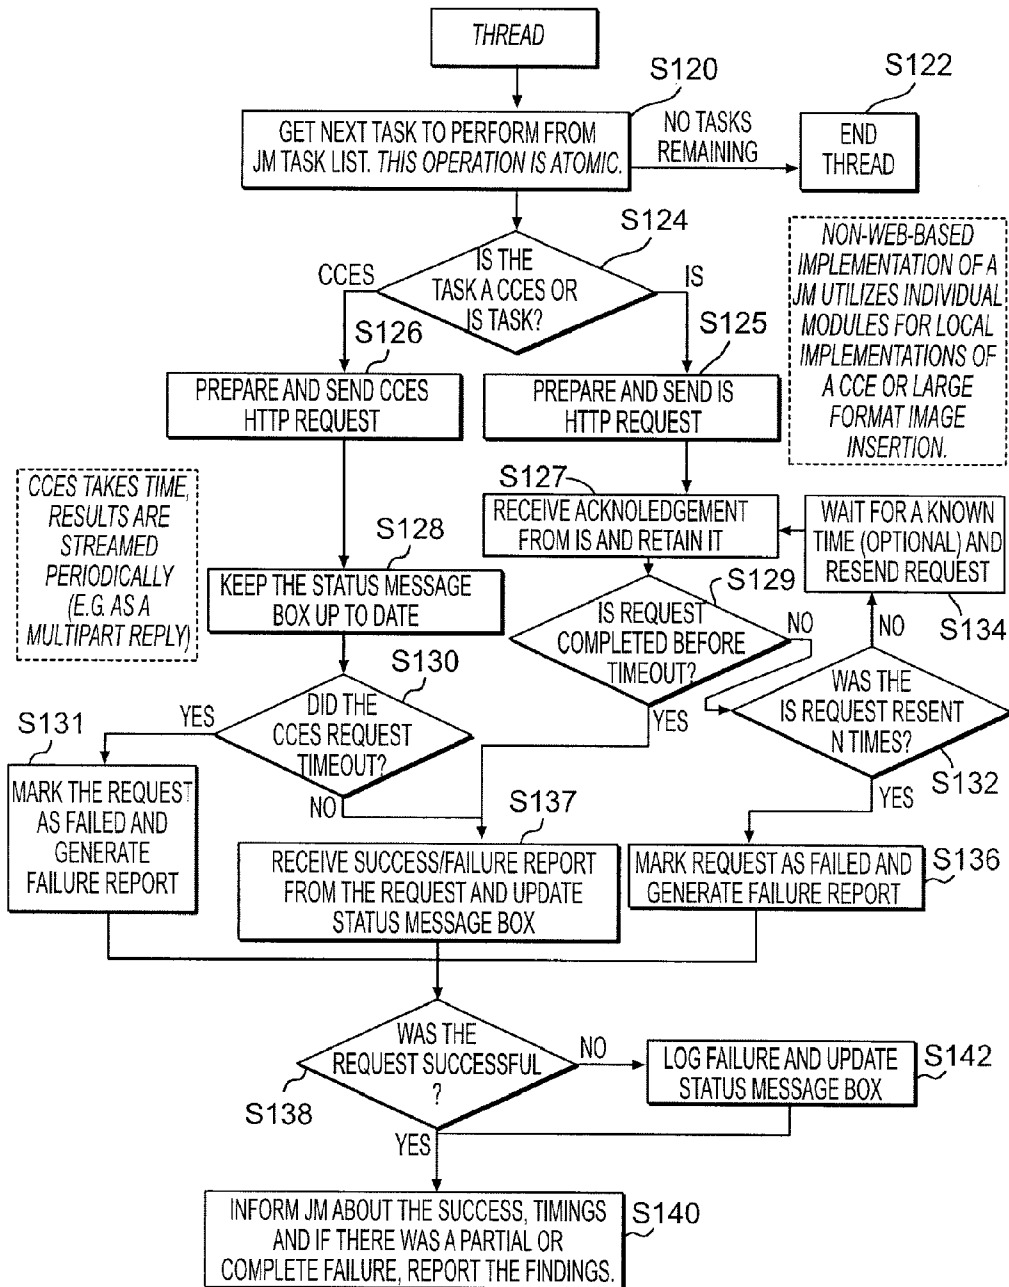 THREAD
S120
GET NEXT TASK TO PERFORM FROM
JM TASK LIST. THIS OPERATION IS ATOMIC.
NO TASKS
REMAINING
S122
END
THREAD
S124
IS THE
TASK A CCES OR
IS TASK?
CCES
IS
NON-WEB-BASED
IMPLEMENTATION OF A
JM UTILIZES INDIVIDUAL
MODULES FOR LOCAL
IMPLEMENTATIONS OF
A CCE OR LARGE
FORMAT IMAGE
INSERTION.
S126
PREPARE AND SEND CCES
HTTP REQUEST
S125
PREPARE AND SEND IS
HTTP REQUEST
CCES TAKES TIME,
RESULTS ARE
STREAMED
PERIODICALLY
(E.G. AS A
MULTIPART REPLY)
S127
RECEIVE ACKNOLEDGEMENT
FROM IS AND RETAIN IT
WAIT FOR A KNOWN
TIME (OPTIONAL) AND
RESEND REQUEST
S134
S128
KEEP THE STATUS MESSAGE
BOX UP TO DATE
S129
IS REQUEST
COMPLETED BEFORE
TIMEOUT?
NO
YES
NO
WAS THE
IS REQUEST RESENT
N TIMES?
S132
YES
S130
DID THE
CCES REQUEST
TIMEOUT?
YES
NO
S131
MARK THE REQUEST
AS FAILED AND
GENERATE
FAILURE REPORT
S137
RECEIVE SUCCESS/FAILURE REPORT
FROM THE REQUEST AND UPDATE
STATUS MESSAGE BOX
MARK REQUEST AS FAILED AND
GENERATE FAILURE REPORT
S136
WAS THE
REQUEST SUCCESSFUL
?
S138
NO
YES
LOG FAILURE AND UPDATE
STATUS MESSAGE BOX
S142
INFORM JM ABOUT THE SUCCESS, TIMINGS
AND IF THERE WAS A PARTIAL OR
COMPLETE FAILURE, REPORT THE FINDINGS.
S140